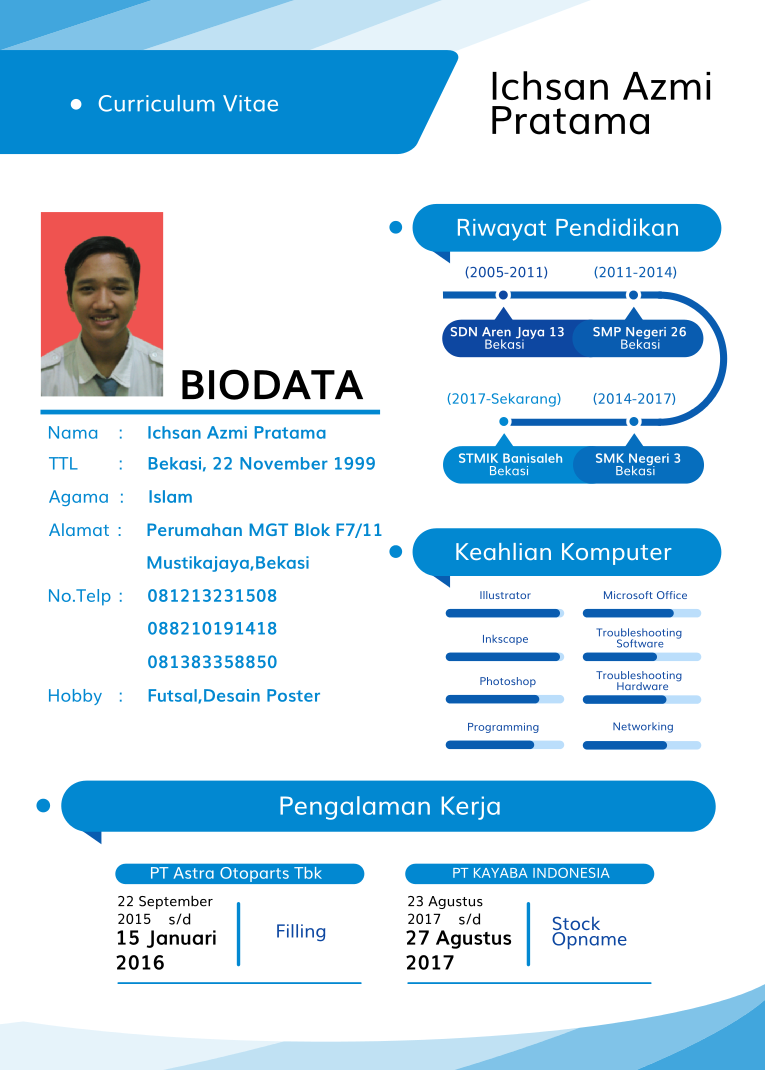 Curriculum Vitae
Ichsan Azmi
Pratama
BIODATA
Nama : Ichsan Azmi Pratama
TTL : Bekasi, 22 November 1999
Agama : Islam
Alamat : Perumahan MGT Blok F7/11
Mustikajaya,Bekasi
No.Telp : 081213231508
088210191418
081383358850
Hobby : Futsal,Desain Poster
Riwayat Pendidikan
(2005-2011) (2011-2014)
SDN Aren Jaya 13 SMP Negeri 26
Bekasi Bekasi
(2017-Sekarang) (2014-2017)
STMIK Banisaleh SMK Negeri 3
Bekasi Bekasi
Keahlian Komputer
Illustrator Microsoft Office
Inkscape Troubleshooting
Software
Photoshop Troubleshooting
Hardware
Programming Networking
Pengalaman Kerja
PT Astra Otoparts Tbk
22 September
2015 s/d
15 Januari
2016
Filling
PT KAYABA INDONESIA
23 Agustus
2017 s/d
27 Agustus
2017
Stock
Opname